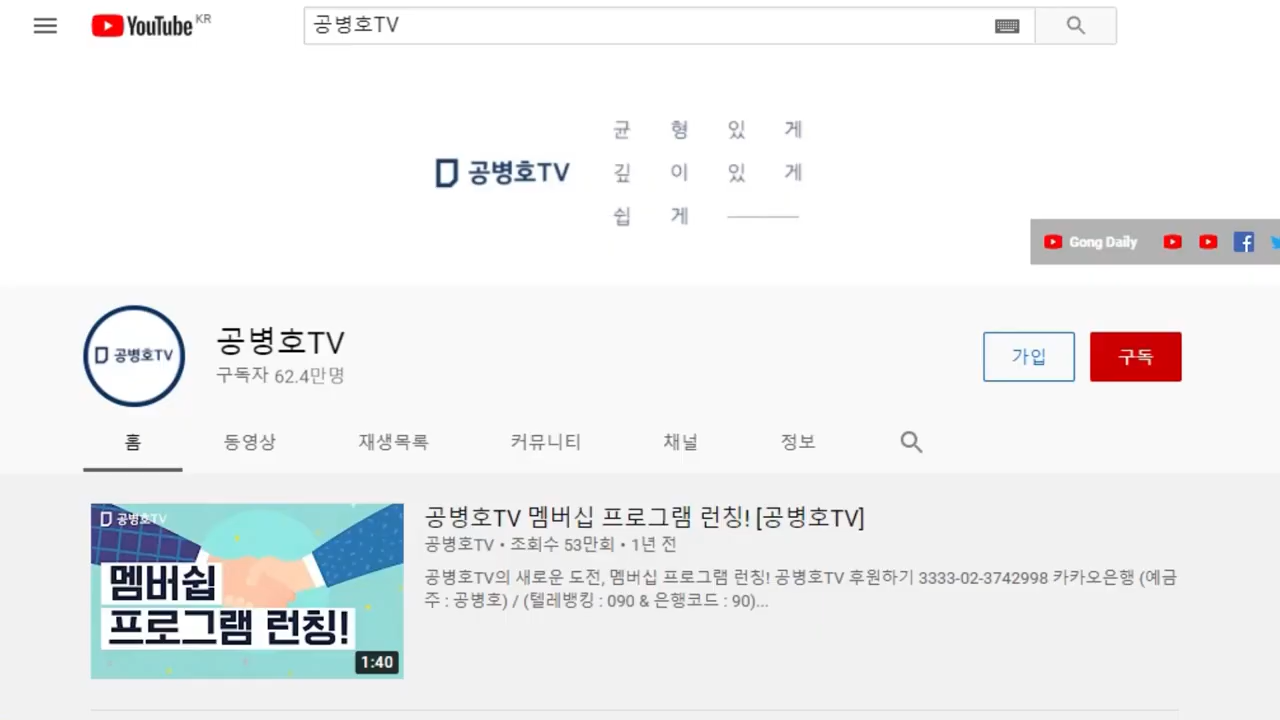 YouTube KR
공병호TV
균형있게
공병호TV 깊이있게
쉽게
Gong Daily
공병호TV
공병호TV
구독자 62.4만명
가입
구독
홈 동영상 재생목록 커뮤니티 채널 정보
공병호TV
멤버쉽
프로그램 런칭!
1:40
공병호TV 멤버십 프로그램 런칭! [공병호TV]
공병호TV • 조회수 53만회 • 1년 전
공병호TV의 새로운 도전, 멤버십 프로그램 런칭! 공병호TV 후원하기 3333-02-3742998 카카오은행 (예금
주 : 공병호) / (텔레뱅킹 : 090 & 은행코드 : 90)...